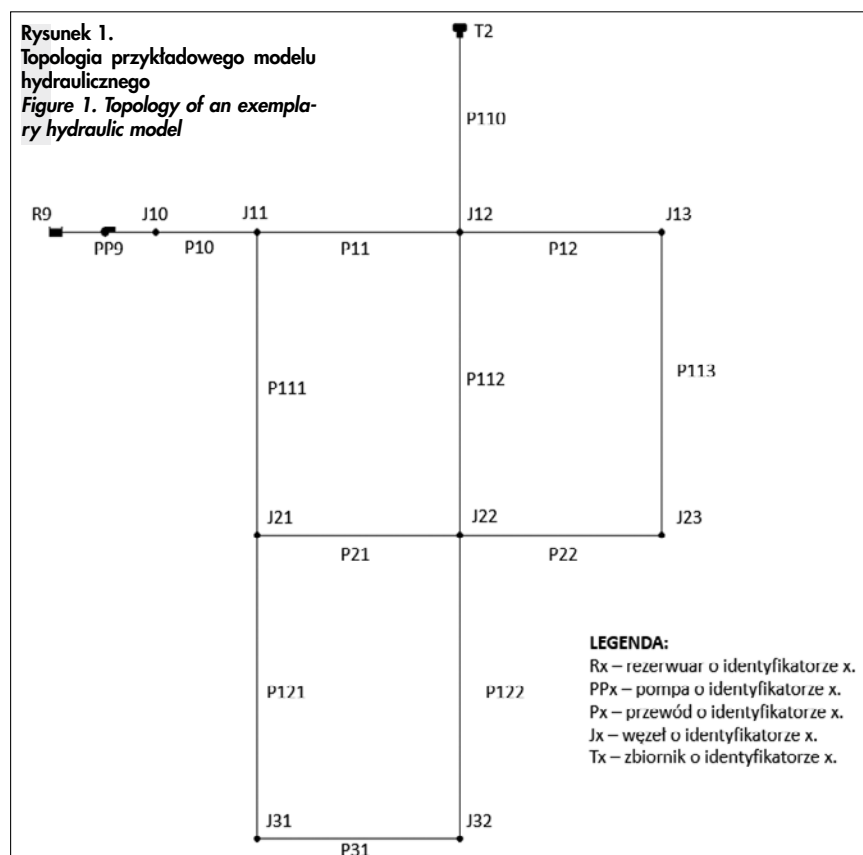 Rysunek 1.
Topologia przykładowego modelu
hydraulicznego
Figure 1. Topology of an exempla-
ry hydraulic model
T2
P110
R9
J10
J11
J12
J13
PP9
P10
P11
P12
P111
P112
P113
J21
J22
J23
P21
P22
LEGENDA:
Rx – rezerwuar o identyfikatorze x.
PPx – pompa o identyfikatorze x.
Px – przewód o identyfikatorze x.
Jx – węzeł o identyfikatorze x.
Tx – zbiornik o identyfikatorze x.
P121
P122
J31
J32
P31